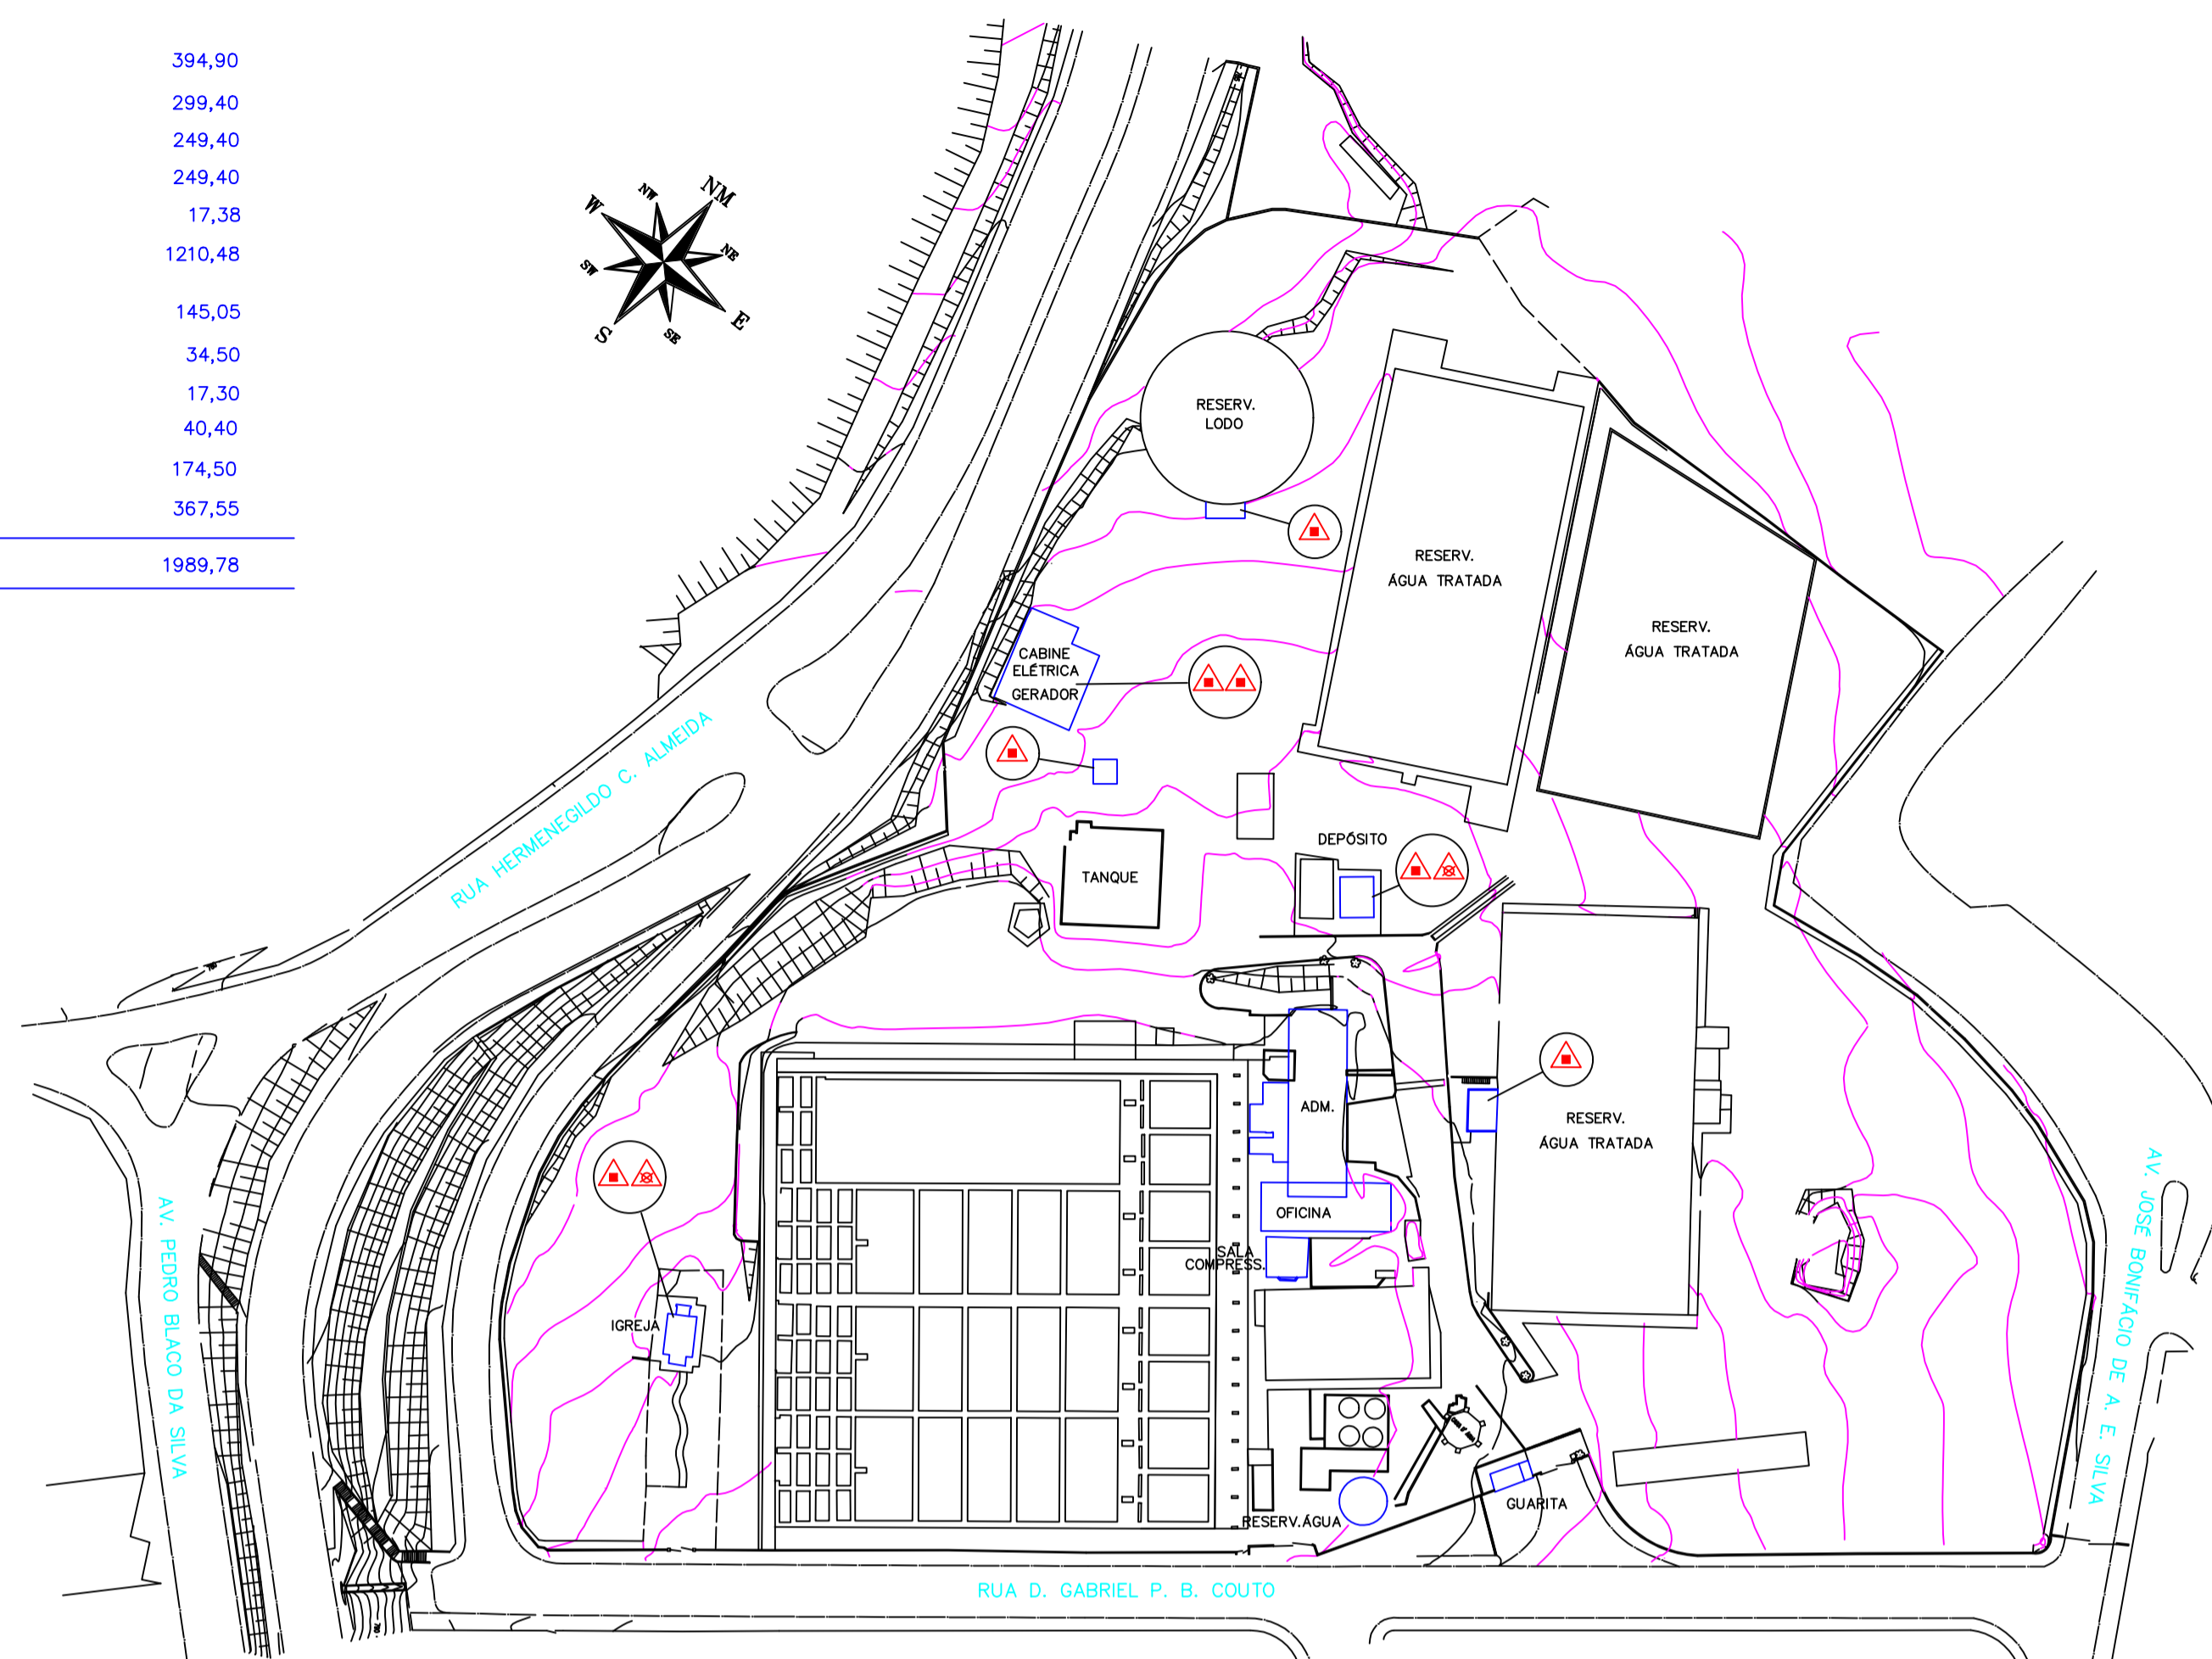 394,90
299,40
249,40
249,40
17,38
1210,48
145,05
34,50
17,30
40,40
174,50
367,55
1989,78
NM
NW
W
NE
SW
E
SE
S
RESERV.
LODO
RESERV.
ÁGUA TRATADA
RESERV.
ÁGUA TRATADA
CABINE
ELÉTRICA
GERADOR
RUA HERMENEGILDO C. ALMEIDA
DEPÓSITO
TANQUE
ADM.
RESERV.
ÁGUA TRATADA
OFICINA
SALA
COMPRESS.
IGREJA
AV. PEDRO BLACO DA SILVA
AV. JOSÉ BONIFÁCIO DE A. E. SILVA
GUARITA
RESERV.ÁGUA
RUA D. GABRIEL P. B. COUTO